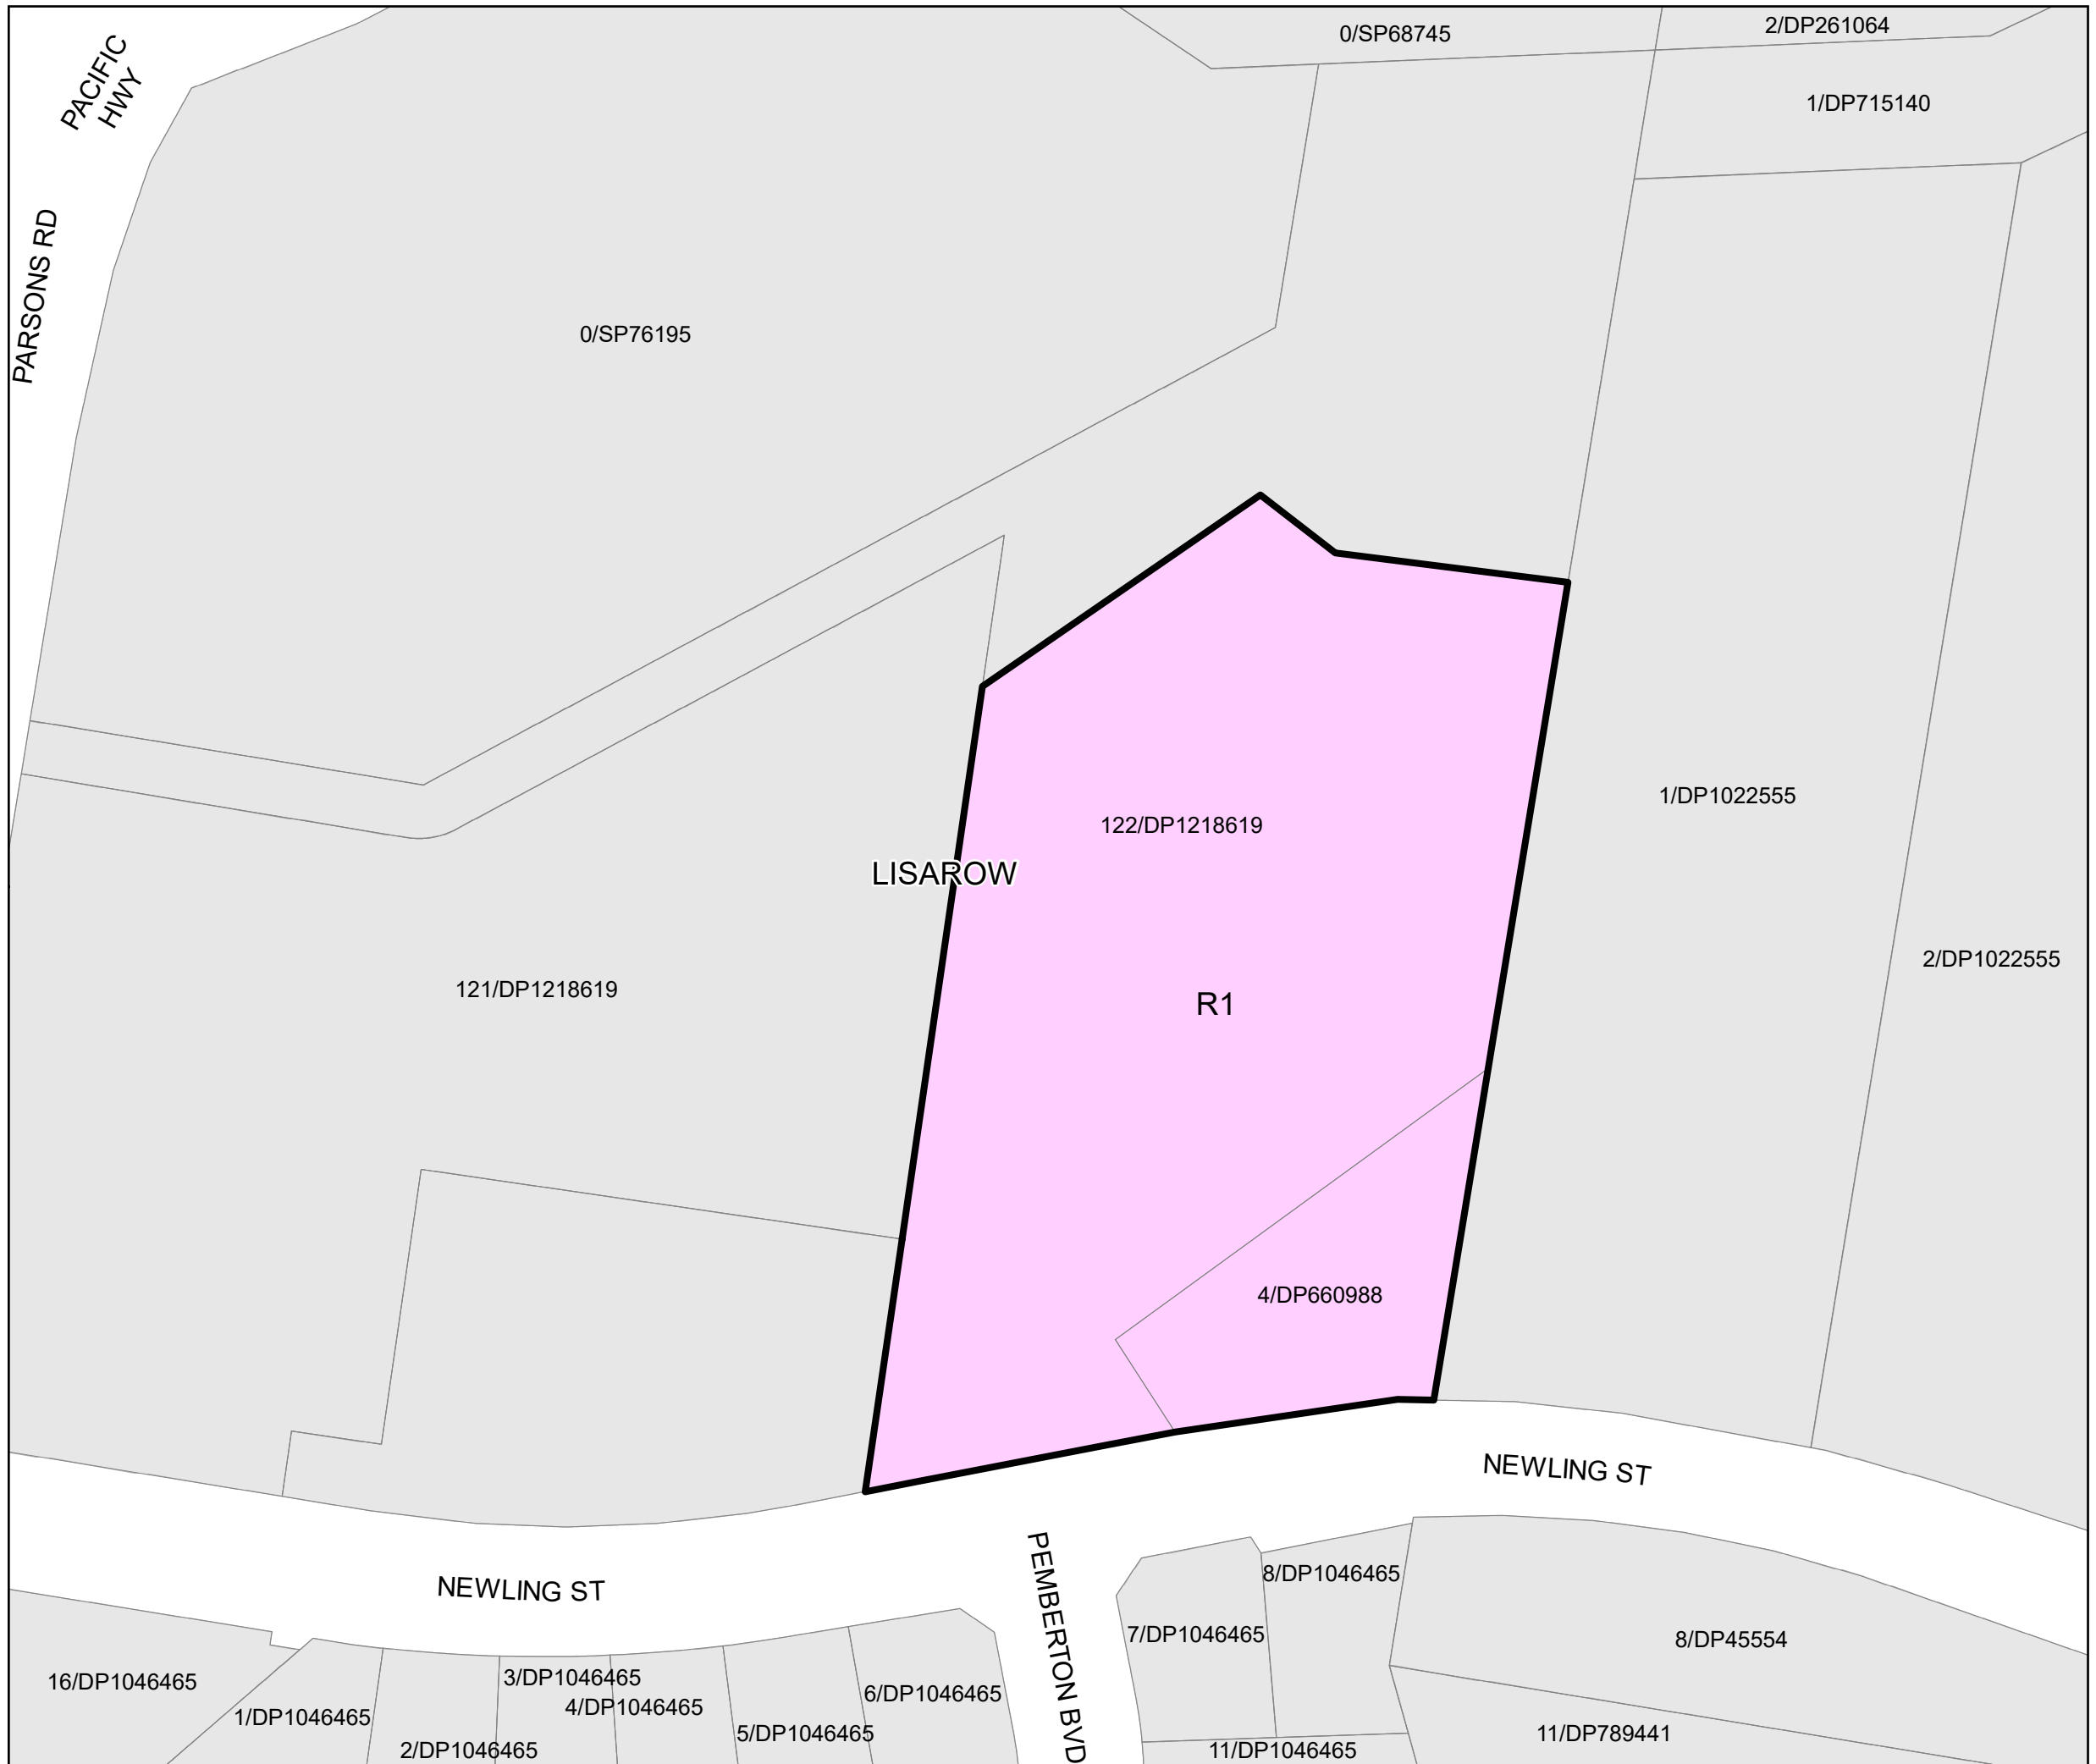 0/SP68745
2/DP261064
PACIFIC
HWY
1/DP715140
PARSONS RD
0/SP76195
1/DP1022555
122/DP1218619
LISAROW
2/DP1022555
121/DP1218619
R1
4/DP660988
NEWLING ST
NEWLING ST
PEMBERTON BVD
8/DP1046465
7/DP1046465
8/DP45554
16/DP1046465
3/DP1046465
6/DP1046465
4/DP1046465
1/DP1046465
5/DP1046465
11/DP789441
2/DP1046465
11/DP1046465